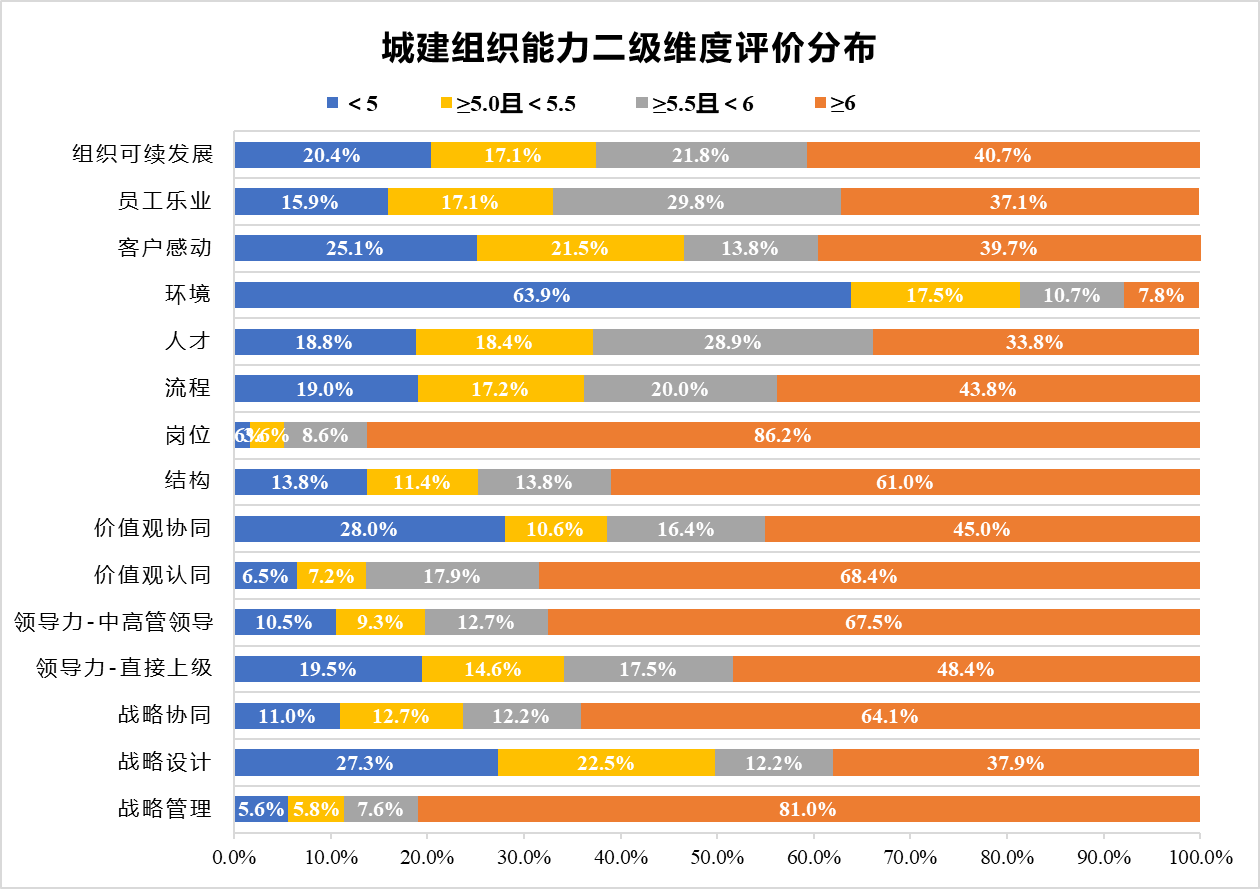 城建组织能力二级维度评价分布
＜5 ≥5.0且＜5.5 ≥5.5且＜6 ≥6
组织可续发展 20.4% 17.1% 21.8% 40.7%
员工乐业 15.9% 17.1% 29.8% 37.1%
客户感动 25.1% 21.5% 13.8% 39.7%
环境 63.9% 17.5% 10.7% 7.8%
人才 18.8% 18.4% 28.9% 33.8%
流程 19.0% 17.2% 20.0% 43.8%
岗位 8.6% 86.2%
结构 13.8% 11.4% 13.8% 61.0%
价值观协同 28.0% 10.6% 16.4% 45.0%
价值观认同 6.5% 7.2% 17.9% 68.4%
领导力-中高管领导 10.5% 9.3% 12.7% 67.5%
领导力-直接上级 19.5% 14.6% 17.5% 48.4%
战略协同 11.0% 12.7% 12.2% 64.1%
战略设计 27.3% 22.5% 12.2% 37.9%
战略管理 5.6% 5.8% 7.6% 81.0%
0.0% 10.0% 20.0% 30.0% 40.0% 50.0% 60.0% 70.0% 80.0% 90.0% 100.0%